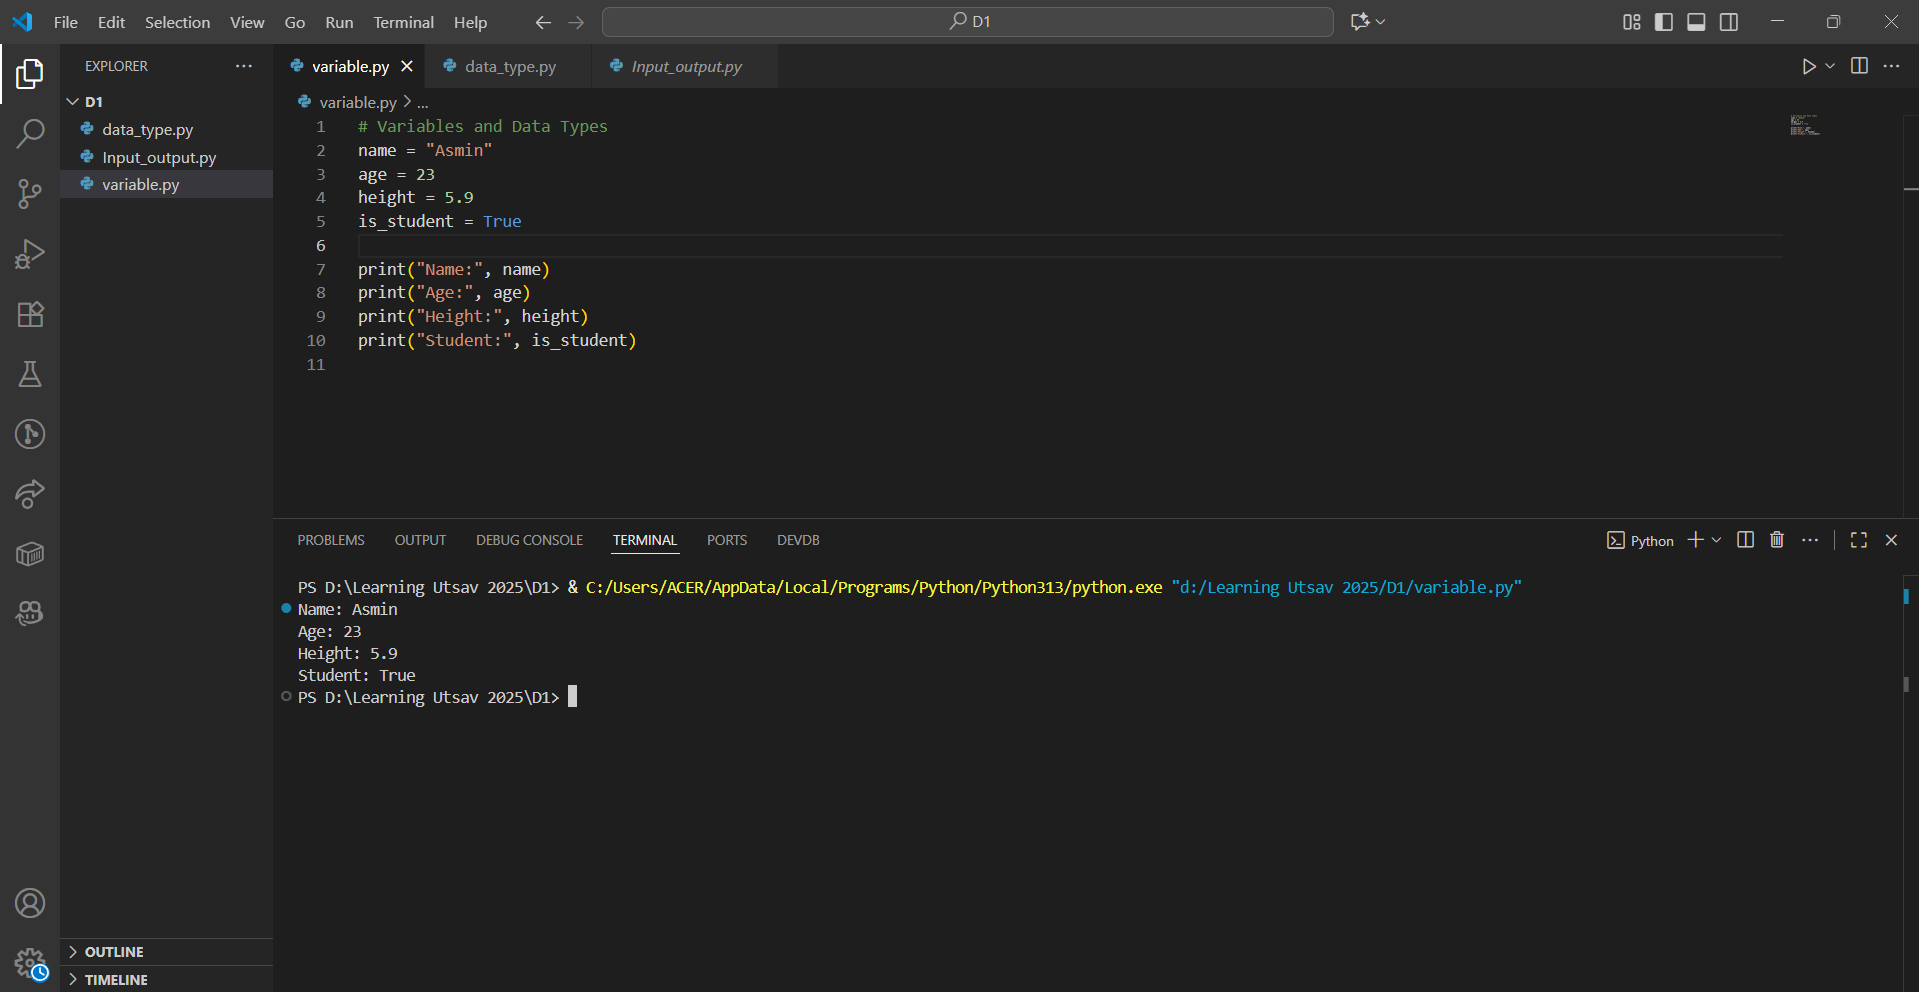 File Edit Selection View Go Run Terminal Help D1
EXPLORER
D1
data_type.py
Input_output.py
variable.py
OUTLINE
TIMELINE
variable.py data_type.py Input_output.py
variable.py > ...
1 # Variables and Data Types
2 name = "Asmin"
3 age = 23
4 height = 5.9
5 is_student = True
6
7 print("Name:", name)
8 print("Age:", age)
9 print("Height:", height)
10 print("Student:", is_student)
11
PROBLEMS OUTPUT DEBUG CONSOLE TERMINAL PORTS DEVDB Python
PS D:\Learning Utsav 2025\D1> & C:/Users/ACER/AppData/Local/Programs/Python/Python313/python.exe "d:/Learning Utsav 2025/D1/variable.py"
Name: Asmin
Age: 23
Height: 5.9
Student: True
PS D:\Learning Utsav 2025\D1>